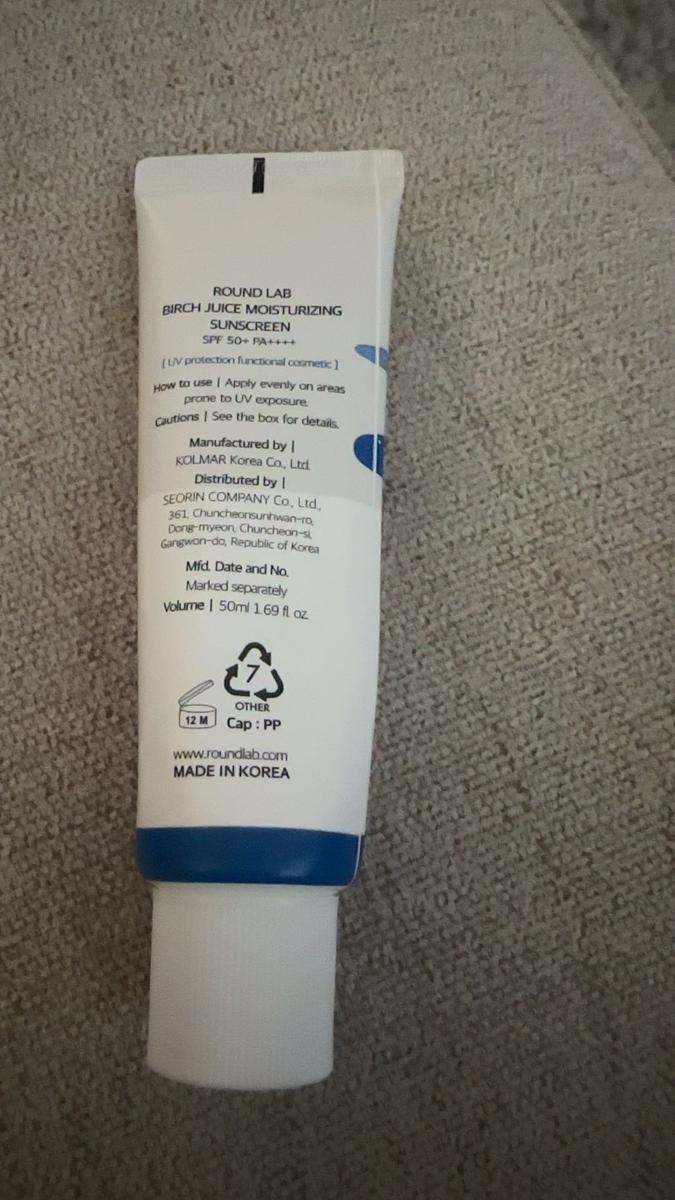 ROUND LAB
BIRCH JUICE MOISTURIZING
SUNSCREEN
SPF 50+ PA++++
[ UV protection functional cosmetic ]
How to use | Apply evenly on areas
prone to UV exposure.
Cautions | See the box for details.
Manufactured by |
KOLMAR Korea Co., Ltd.
Distributed by |
SEORIN COMPANY Co., Ltd.,
361, Chuncheonsunhwan-ro,
Dong-myeon, Chuncheon-si,
Gangwon-do, Republic of Korea
Mfd. Date and No.
Marked separately
Volume | 50ml 1.69 fl. oz.
7
OTHER
12 M
Cap : PP
www.roundlab.com
MADE IN KOREA